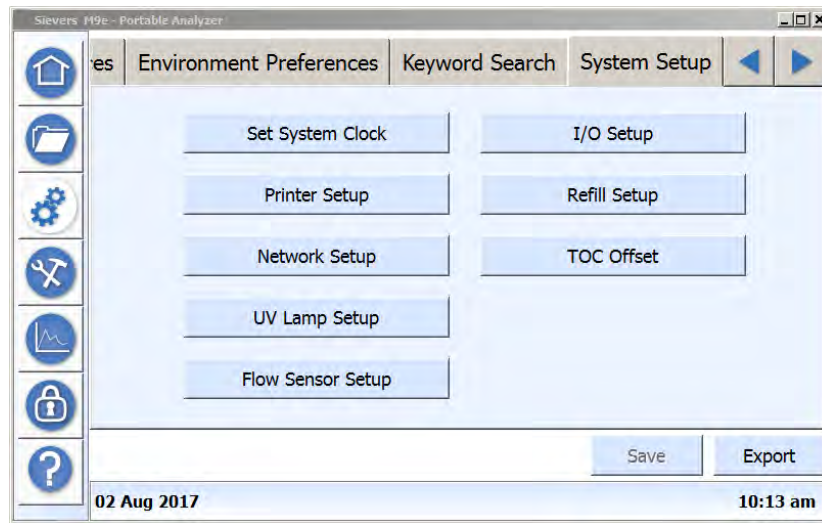 Sievers M9e - Portable Analyzer
es Environment Preferences Keyword Search System Setup
Set System Clock I/O Setup
Printer Setup Refill Setup
Network Setup TOC Offset
UV Lamp Setup
Flow Sensor Setup
?
Save Export
02 Aug 2017 10:13 am